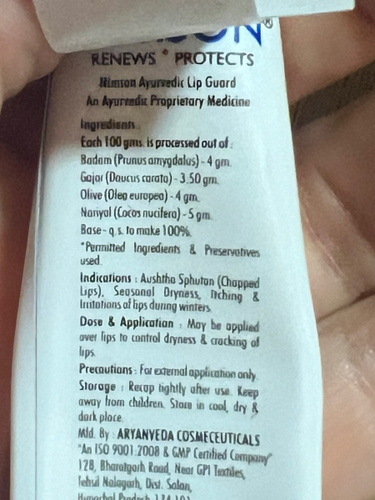 RENEWS * PROTECTS
Nimson Ayurvedic Lip Guard
An Ayurvedic Proprietary Medicine
Ingredients
Each 100 gms. is processed out of :
Badam (Prunus amygdalus) - 4 gm.
Gajar (Daucus carota) - 3.50 gm.
Olive (Olea europea) - 4 gm.
Nariyal (Cocos nucifera) - 5 gm.
Base - q. s. to make 100%.
*Permitted Ingredients & Preservatives
used.
Indications : Aushtha Sphutan (Chapped
Lips), Seasonal Dryness, Itching &
Irritations of lips during winters.
Dose & Application : May be applied
over lips to control dryness & cracking of
lips.
Precautions : For external application only.
Storage : Recap tightly after use. Keep
away from children. Store in cool, dry &
dark place.
Mfd. By : ARYANVEDA COSMECEUTICALS
"An ISO 9001:2008 & GMP Certified Company"
128, Bharatgarh Road, Near GPI Textiles,
Tehsil Nalagarh, Dist. Solan,
Himachal Pradesh